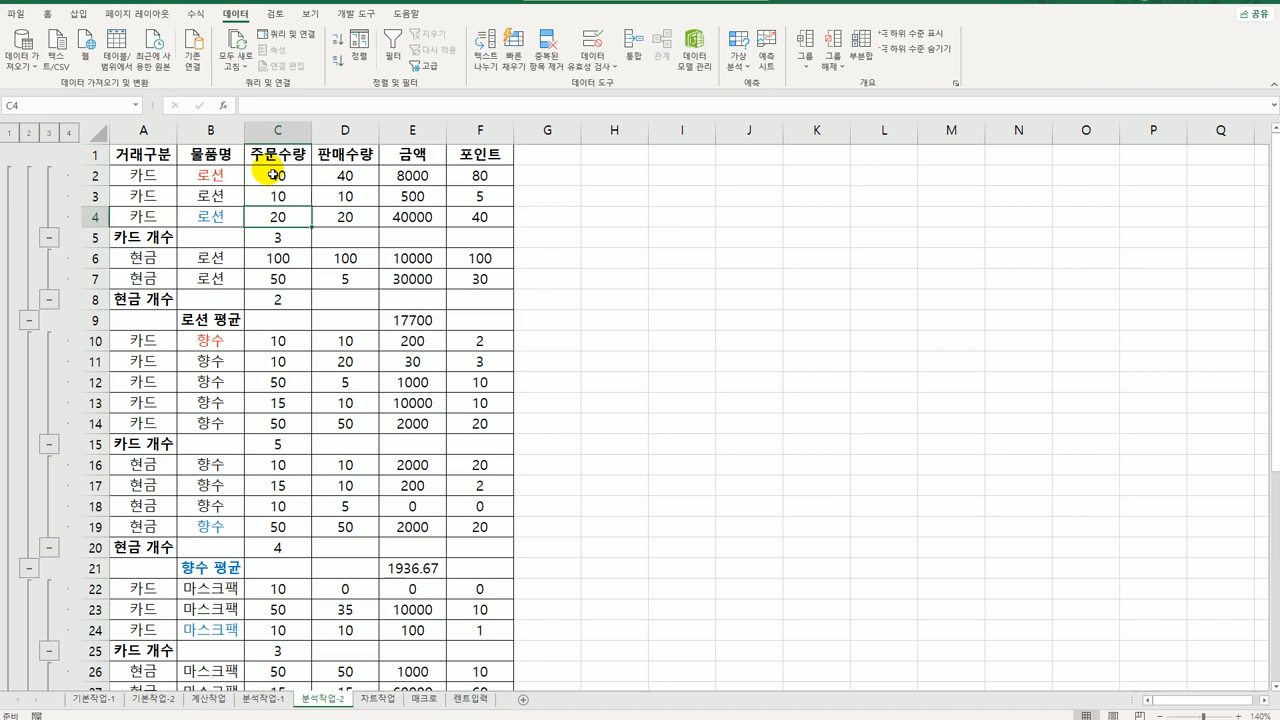 파일 홈 삽입 페이지 레이아웃 수식 데이터 검토 보기 개발 도구 도움말 공유
데이터 가져오기 텍스트/CSV 웹 테이블/범위에서 최근에 사용한 원본 기존 연결 모두 새로 고침 쿼리 및 연결 속성 연결 편집 정렬 필터 지우기 다시 적용 고급 텍스트 나누기 빠른 채우기 중복된 항목 제거 데이터 유효성 검사 통합 관계 데이터 모델 관리 가상 분석 예측 시트 그룹 그룹 해제 부분합 하위 수준 표시 하위 수준 숨기기
데이터 가져오기 및 변환 쿼리 및 연결 정렬 및 필터 데이터 도구 예측 개요
C4 fx
1 2 3 4 A B C D E F G H I J K L M N O P Q
1 거래구분 물품명 주문수량 판매수량 금액 포인트
2 카드 로션 40 8000 80
3 카드 로션 10 10 500 5
4 카드 로션 20 20 40000 40
5 카드 개수 3
6 현금 로션 100 100 10000 100
7 현금 로션 50 5 30000 30
8 현금 개수 2
9 로션 평균 17700
10 카드 향수 10 10 200 2
11 카드 향수 10 20 30 3
12 카드 향수 50 5 1000 10
13 카드 향수 15 10 10000 10
14 카드 향수 50 50 2000 20
15 카드 개수 5
16 현금 향수 10 10 2000 20
17 현금 향수 15 10 200 2
18 현금 향수 10 5 0 0
19 현금 향수 50 50 2000 20
20 현금 개수 4
21 향수 평균 1936.67
22 카드 마스크팩 10 0 0 0
23 카드 마스크팩 50 35 10000 10
24 카드 마스크팩 10 10 100 1
25 카드 개수 3
26 현금 마스크팩 50 50 1000 10
기본작업-1 기본작업-2 계산작업 분석작업-1 분석작업-2 차트작업 매크로 렌트입력
준비 140%